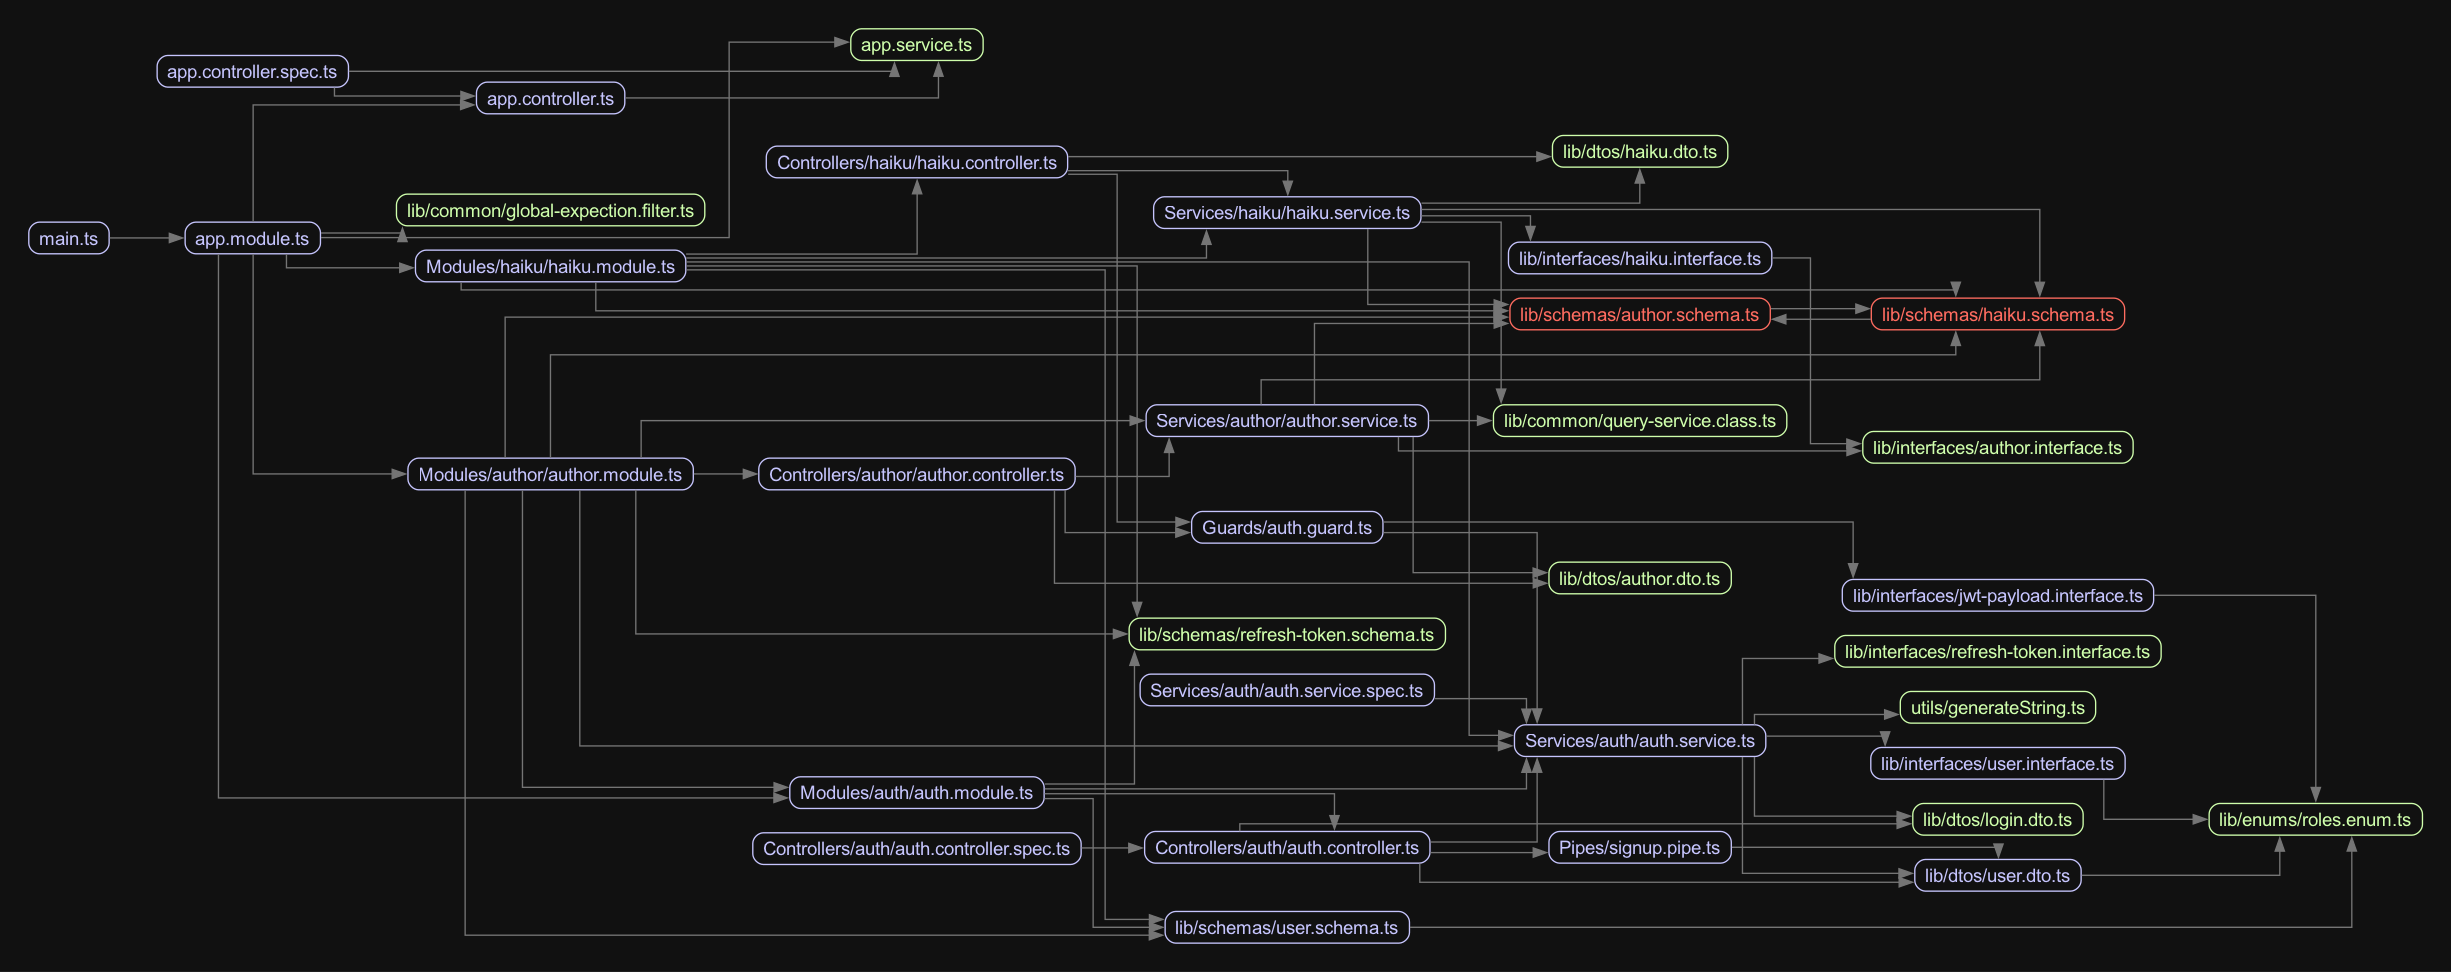 app.service.ts
app.controller.spec.ts
app.controller.ts
Controllers/haiku/haiku.controller.ts
lib/dtos/haiku.dto.ts
lib/common/global-expection.filter.ts
Services/haiku/haiku.service.ts
main.ts
app.module.ts
Modules/haiku/haiku.module.ts
lib/interfaces/haiku.interface.ts
lib/schemas/author.schema.ts
lib/schemas/haiku.schema.ts
Services/author/author.service.ts
lib/common/query-service.class.ts
lib/interfaces/author.interface.ts
Modules/author/author.module.ts
Controllers/author/author.controller.ts
Guards/auth.guard.ts
lib/dtos/author.dto.ts
lib/interfaces/jwt-payload.interface.ts
lib/schemas/refresh-token.schema.ts
lib/interfaces/refresh-token.interface.ts
Services/auth/auth.service.spec.ts
utils/generateString.ts
Services/auth/auth.service.ts
lib/interfaces/user.interface.ts
Modules/auth/auth.module.ts
lib/dtos/login.dto.ts
lib/enums/roles.enum.ts
Controllers/auth/auth.controller.spec.ts
Controllers/auth/auth.controller.ts
Pipes/signup.pipe.ts
lib/dtos/user.dto.ts
lib/schemas/user.schema.ts